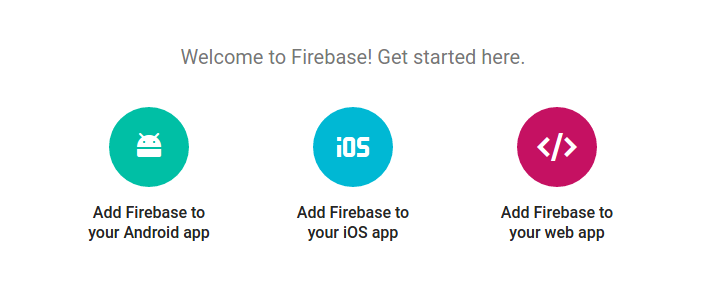 Welcome to Firebase! Get started here.
iOS
</>
Add Firebase to
your Android app
Add Firebase to
your iOS app
Add Firebase to
your web app